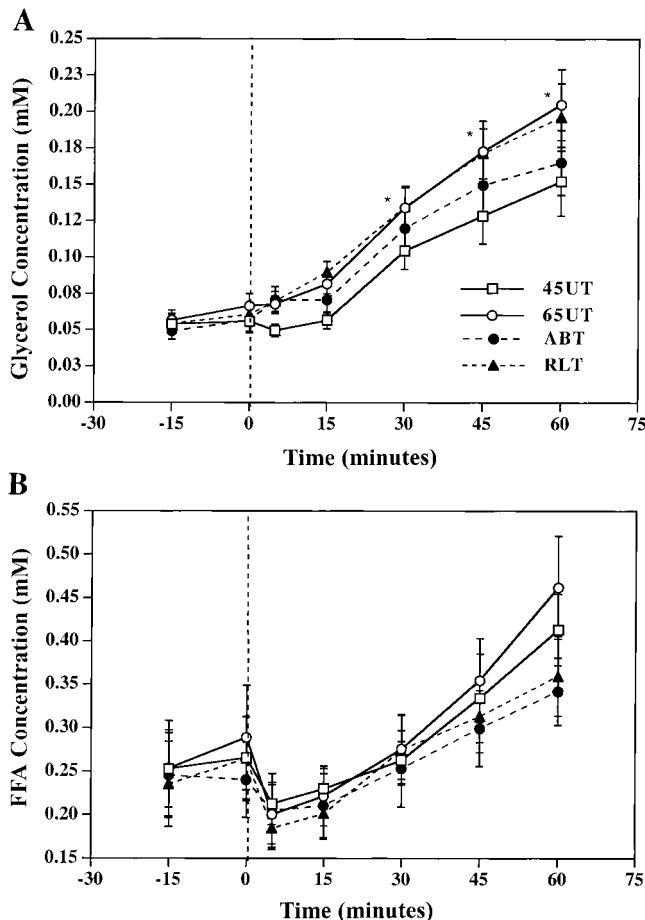 A
Glycerol Concentration (mM)
0.25
0.23
0.20
0.18
0.15
0.12
0.10
0.08
0.05
0.03
0.00
*
*
*
45UT
65UT
ABT
RLT
-30 -15 0 15 30 45 60 75
Time (minutes)
B
FFA Concentration (mM)
0.55
0.50
0.45
0.40
0.35
0.30
0.25
0.20
0.15
-30 -15 0 15 30 45 60 75
Time (minutes)